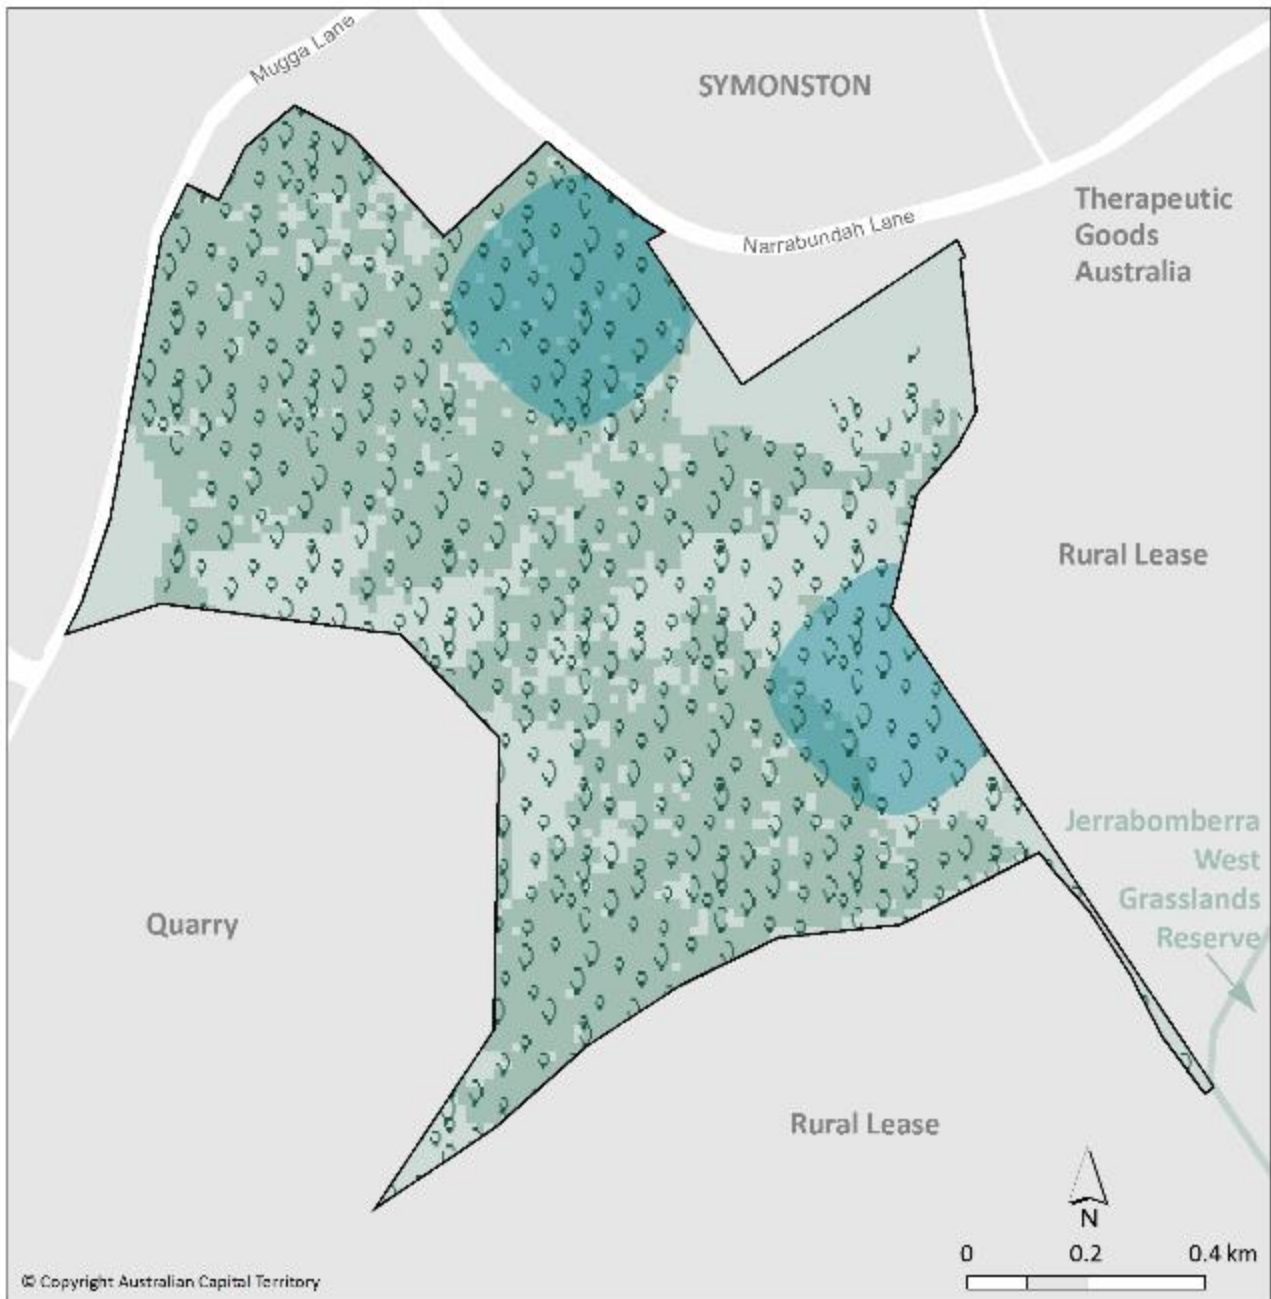 Mugga Lane
SYMONSTON
Therapeutic
Goods
Australia
Narrabundah Lane
Rural Lease
Jerrabomberra
West
Grasslands
Reserve
Quarry
Rural Lease
N
0 0.2 0.4 km
© Copyright Australian Capital Territory